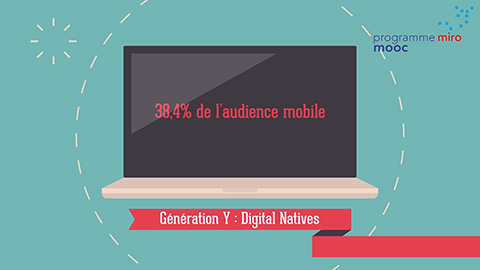 programme miro
mooc
38,4% de l'audience mobile
Génération Y : Digital Natives